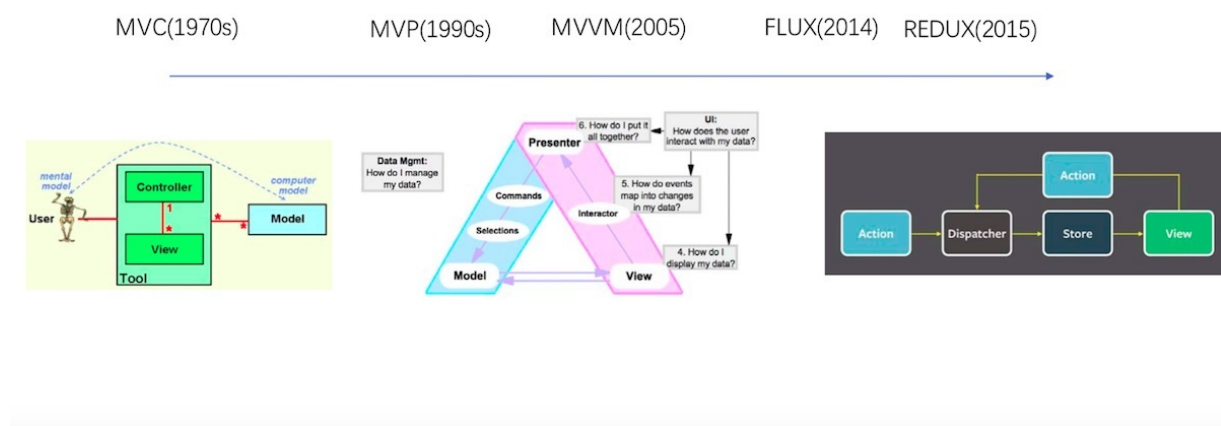 MVC(1970s)
MVP(1990s)
MVVM(2005)
FLUX(2014)
REDUX(2015)
mental
model
User
Controller
1
*
View
Tool
*
*
computer
model
Model
Data Mgmt:
How do I manage
my data?
Presenter
Commands
Selections
Interactor
Model
View
6. How do I put it
all together?
UI:
How does the user
interact with my data?
5. How do events
map into changes
in my data?
4. How do I
display my data?
Action
Action
Dispatcher
Store
View